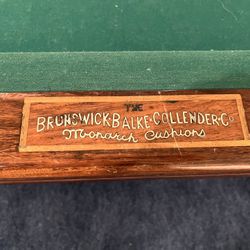 THE
BRUNSWICK-BALKE-COLLENDER-Co
Monarch Cushions